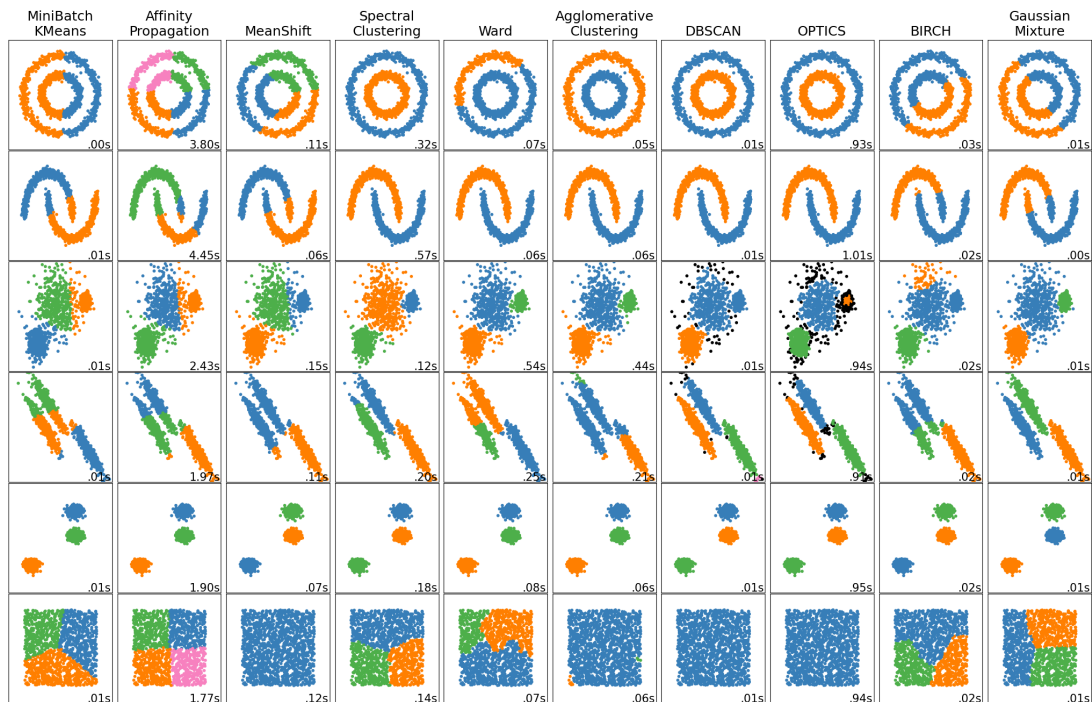 MiniBatch
KMeans
Affinity
Propagation
MeanShift
Spectral
Clustering
Ward
Agglomerative
Clustering
DBSCAN
OPTICS
BIRCH
Gaussian
Mixture
.00s
3.80s
.11s
.32s
.07s
.05s
.01s
.93s
.03s
.01s
.01s
4.45s
.06s
.57s
.06s
.06s
.01s
1.01s
.02s
.00s
.01s
2.43s
.15s
.12s
.54s
.44s
.01s
.94s
.02s
.01s
.01s
1.97s
.11s
.20s
.25s
.21s
.01s
.02s
.01s
.01s
1.90s
.07s
.18s
.08s
.06s
.01s
.95s
.02s
.01s
.01s
1.77s
.12s
.14s
.07s
.06s
.01s
.94s
.02s
.01s